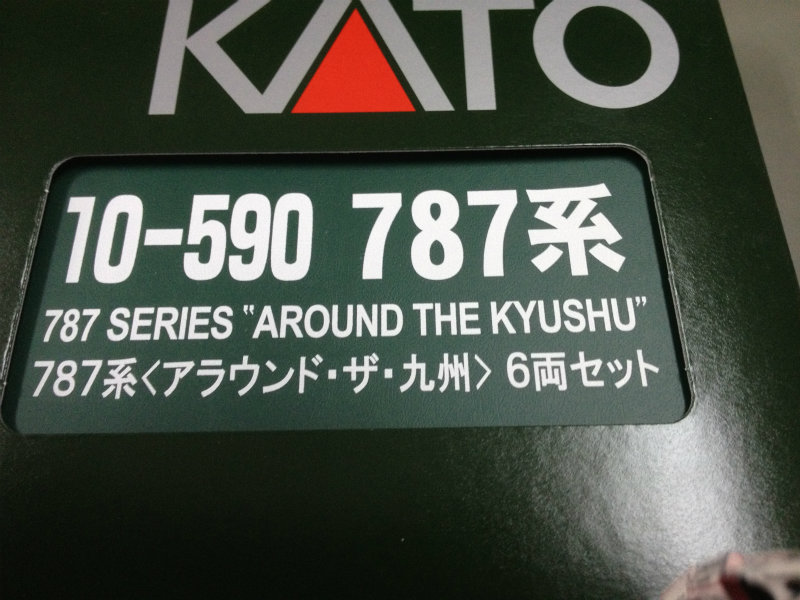 KATO
10-590 787系
787 SERIES "AROUND THE KYUSHU"
787系〈アラウンド・ザ・九州〉 6両セット